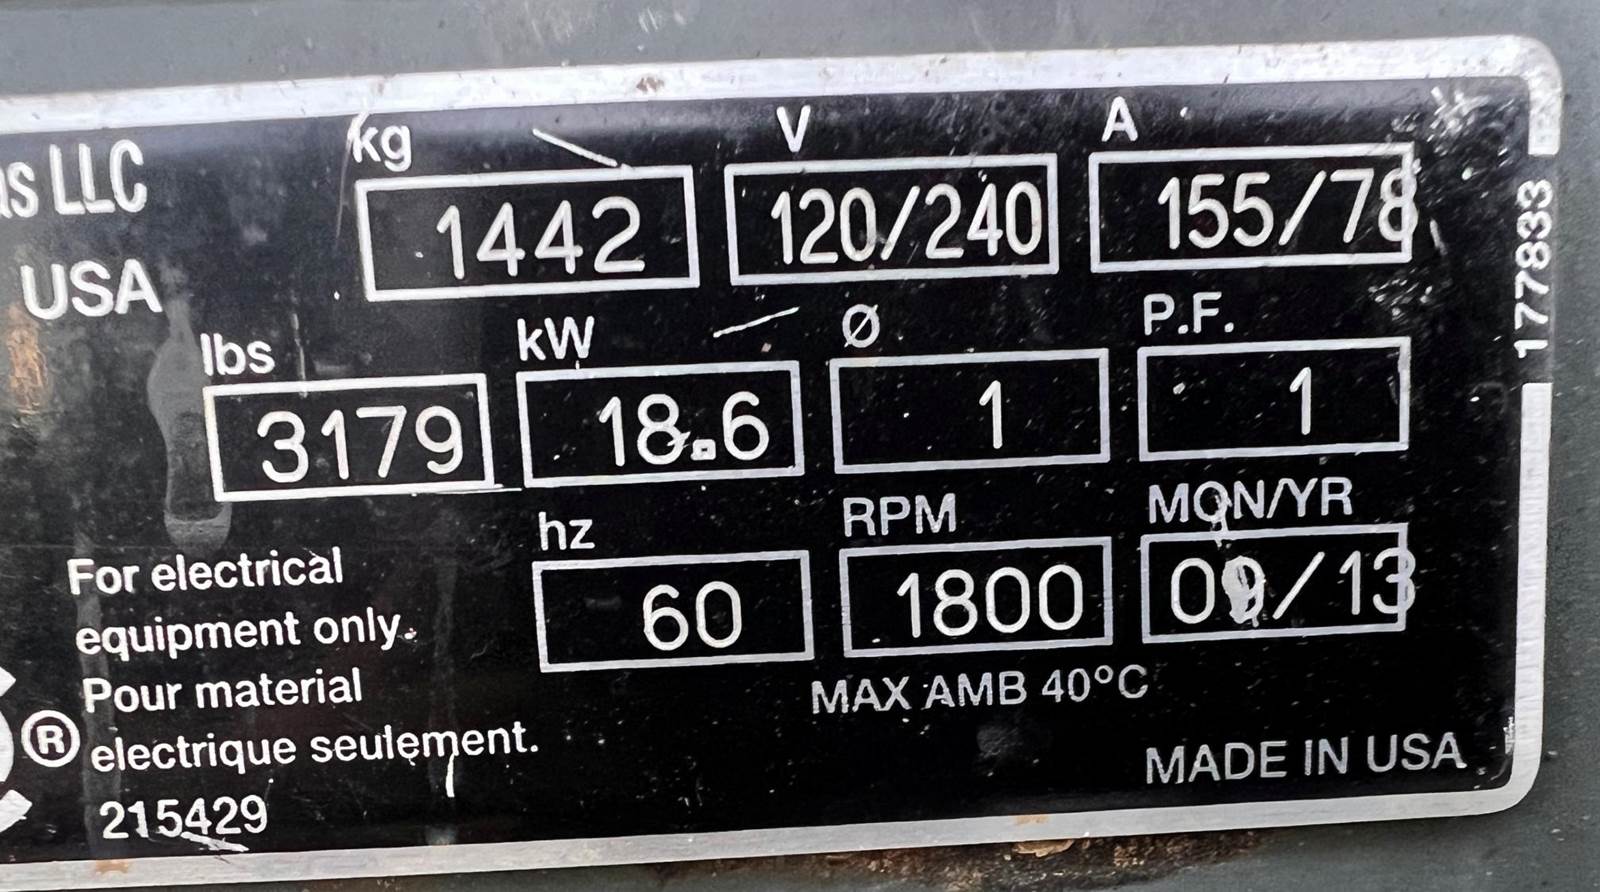 kg V A
as LLC 1442 120/240 155/78
USA
lbs kW Ø P.F.
3179 18.6 1 1
hz RPM MON/YR
60 1800 09/13
For electrical
equipment only.
Pour material
electrique seulement.
®
215429
MAX AMB 40°C
MADE IN USA
177833